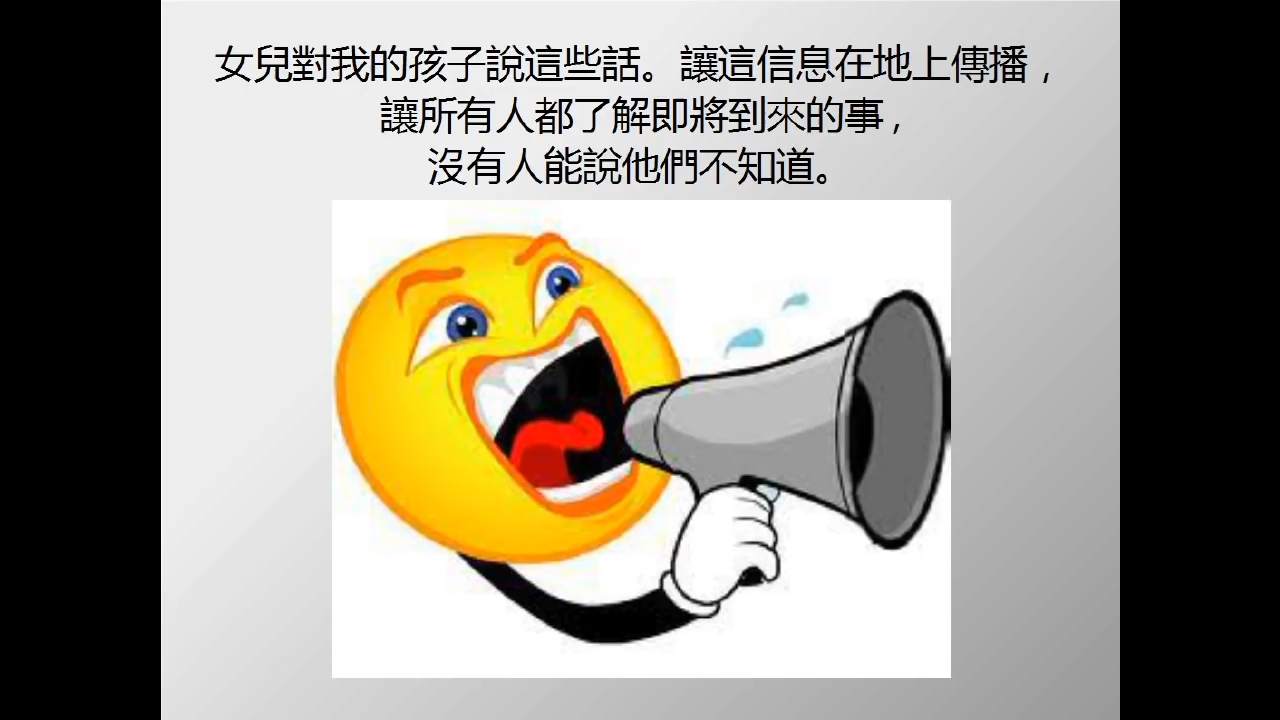 女兒對我的孩子說這些話。讓這信息在地上傳播，
讓所有人都了解即將到來的事，
沒有人能說他們不知道。